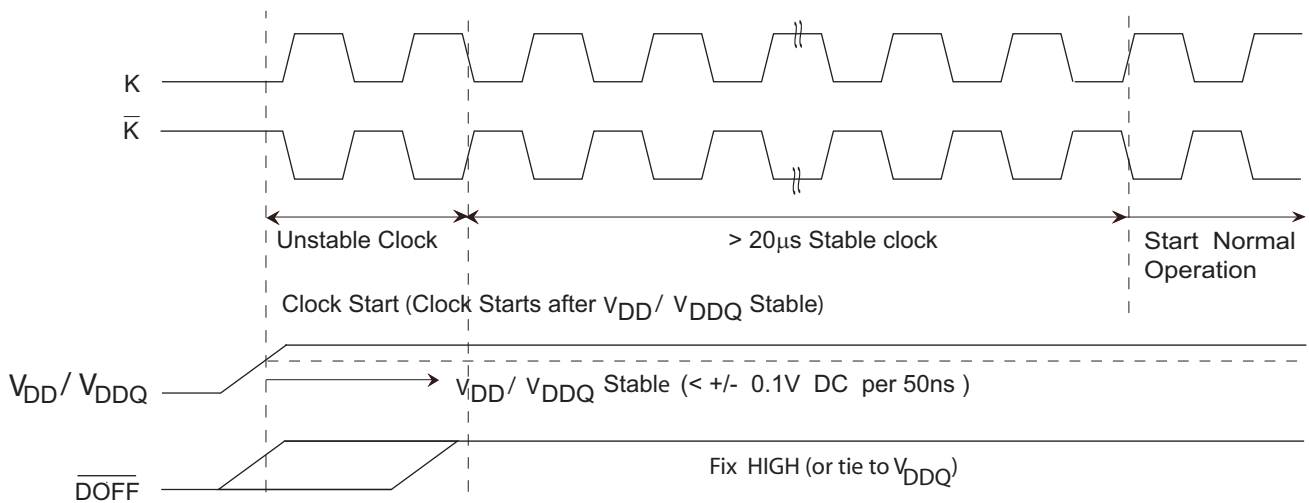 K
K
Unstable Clock
> 20μs Stable clock
Start Normal
Operation
Clock Start (Clock Starts after VDD / VDDQ Stable)
VDD / VDDQ
VDD / VDDQ Stable (< +/- 0.1V DC per 50ns )
DOFF
Fix HIGH (or tie to VDDQ)